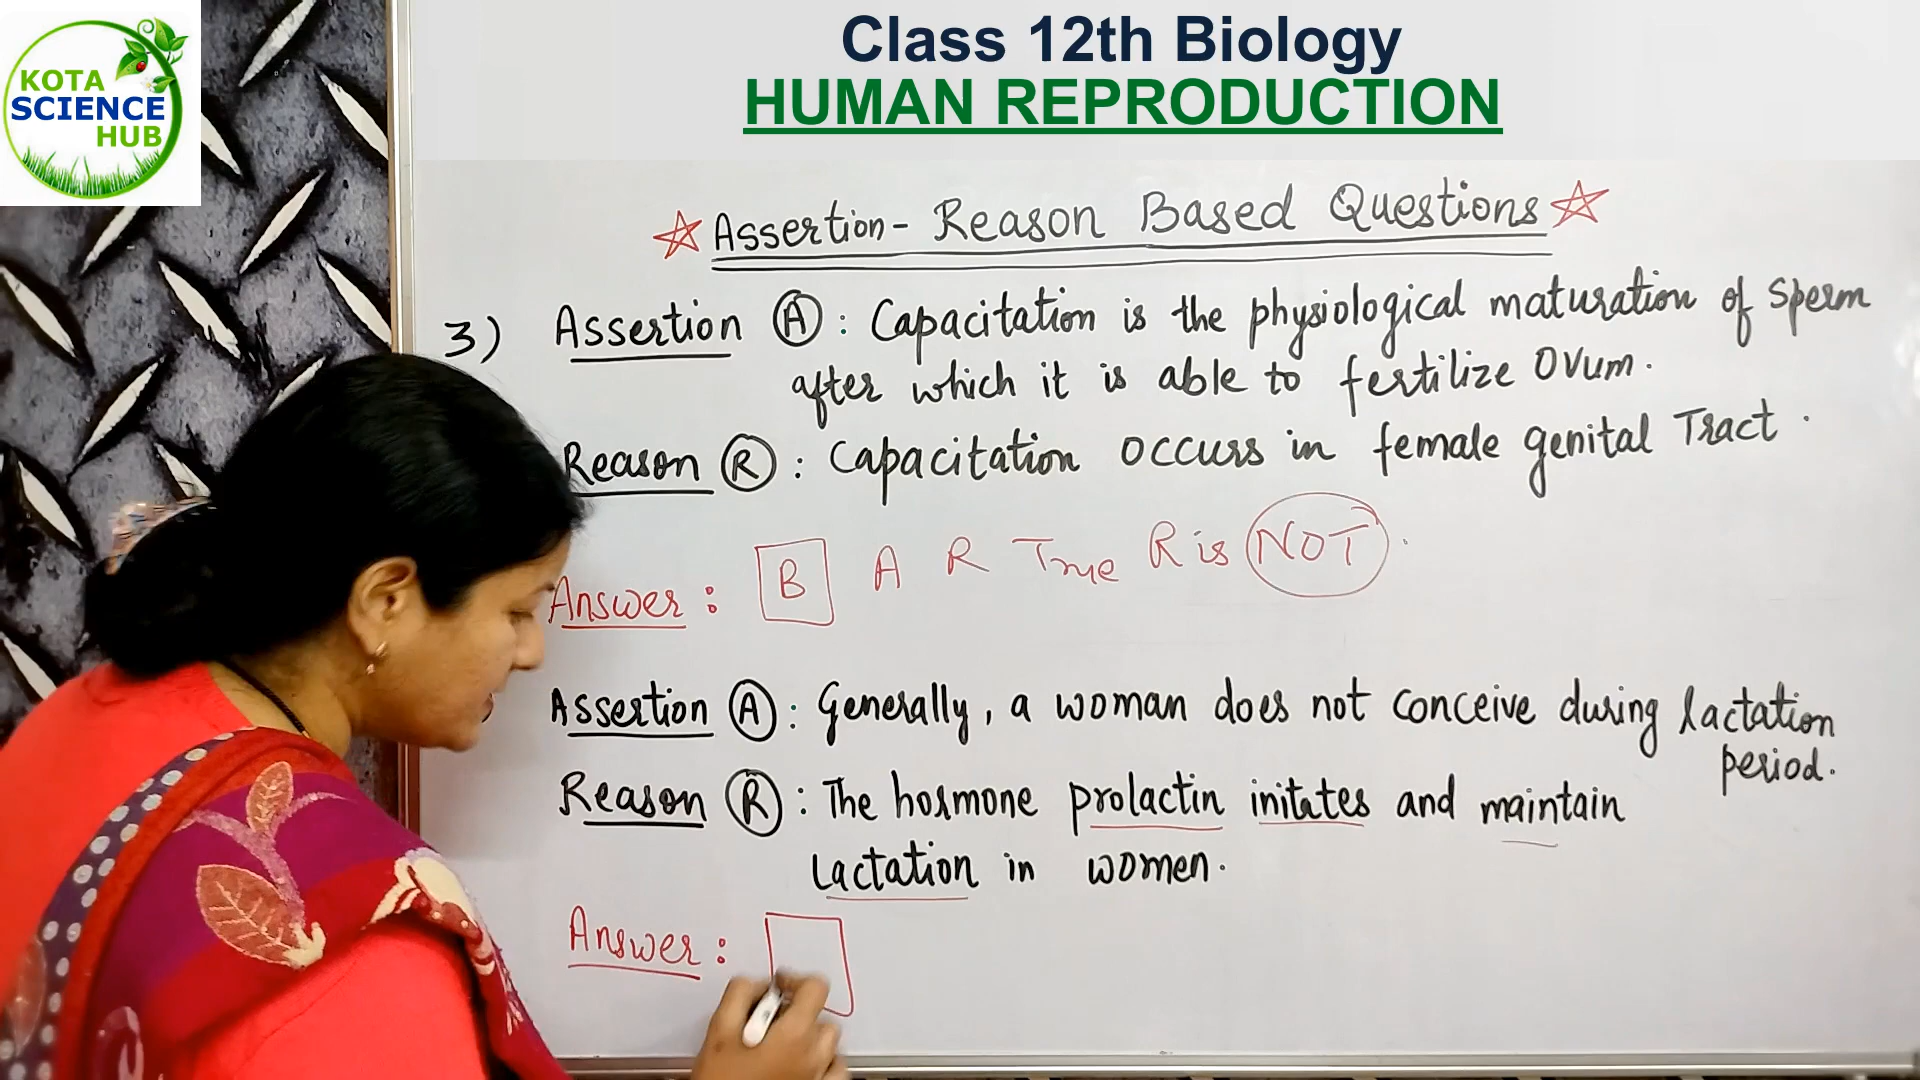 KOTA
SCIENCE
HUB
Class 12th Biology
HUMAN REPRODUCTION
Assertion- Reason Based Questions
3) Assertion (A) : Capacitation is the physiological maturation of sperm
after which it is able to fertilize Ovum.
Reason (R) : Capacitation occurs in female genital Tract.
Answer : B A R True R is NOT.
Assertion (A) : Generally, a woman does not conceive during lactation
period.
Reason (R) : The hormone prolactin initates and maintain
Lactation in women.
Answer :